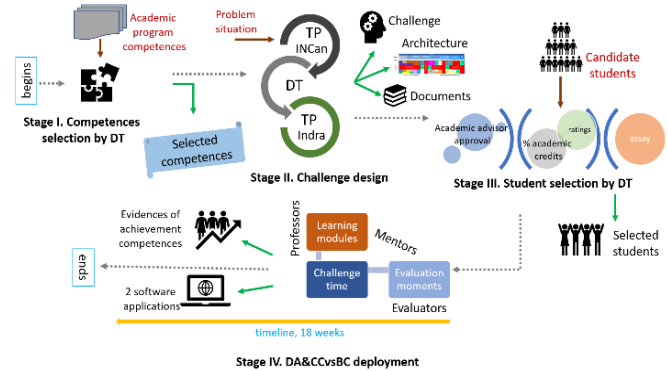 begins
Academic
program
competences
Stage I. Competences
selection by DT
Selected
competences
Problem
situation
TP
INCan
DT
TP
Indra
Stage II. Challenge design
Challenge
Architecture
Documents
Candidate
students
Academic advisor
approval
% academic
credits
ratings
assay
Stage III. Student selection by DT
Selected
students
Evidences of
achievement
competences
2 software
applications
ends
Professors
Learning
modules
Mentors
Challenge
time
Evaluation
moments
Evaluators
timeline, 18 weeks
Stage IV. DA&CCvsBC deployment